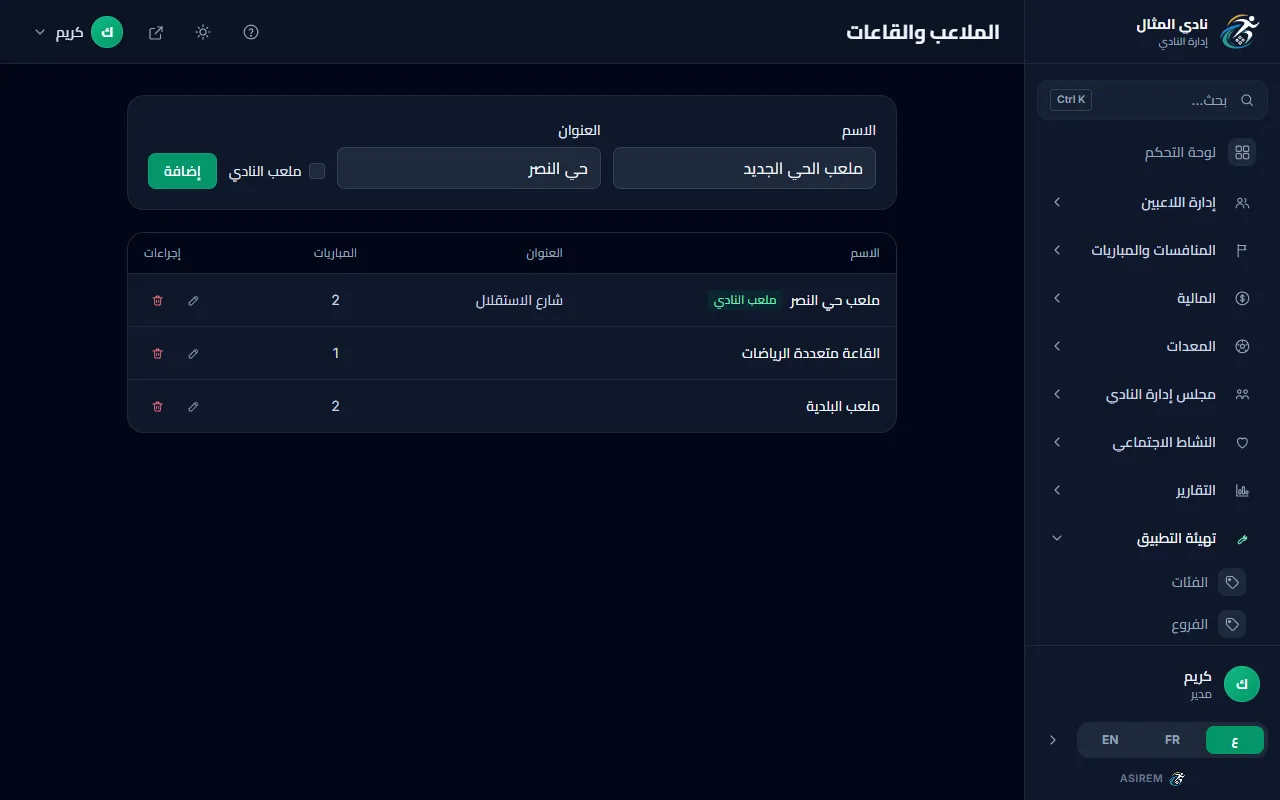 نادي المثال
إدارة النادي
بحث...
Ctrl K
لوحة التحكم
إدارة اللاعبين
المنافسات والمباريات
المالية
المعدات
مجلس إدارة النادي
النشاط الاجتماعي
التقارير
تهيئة التطبيق
الفئات
الفروع
ك
كريم
مدير
ع
FR
EN
ASIREM
الملاعب والقاعات
ك
كريم
الاسم
العنوان
ملعب الحي الجديد
حي النصر
ملعب النادي
إضافة
الاسم العنوان المباريات إجراءات
ملعب حي النصر ملعب النادي شارع الاستقلال 2
القاعة متعددة الرياضات 1
ملعب البلدية 2